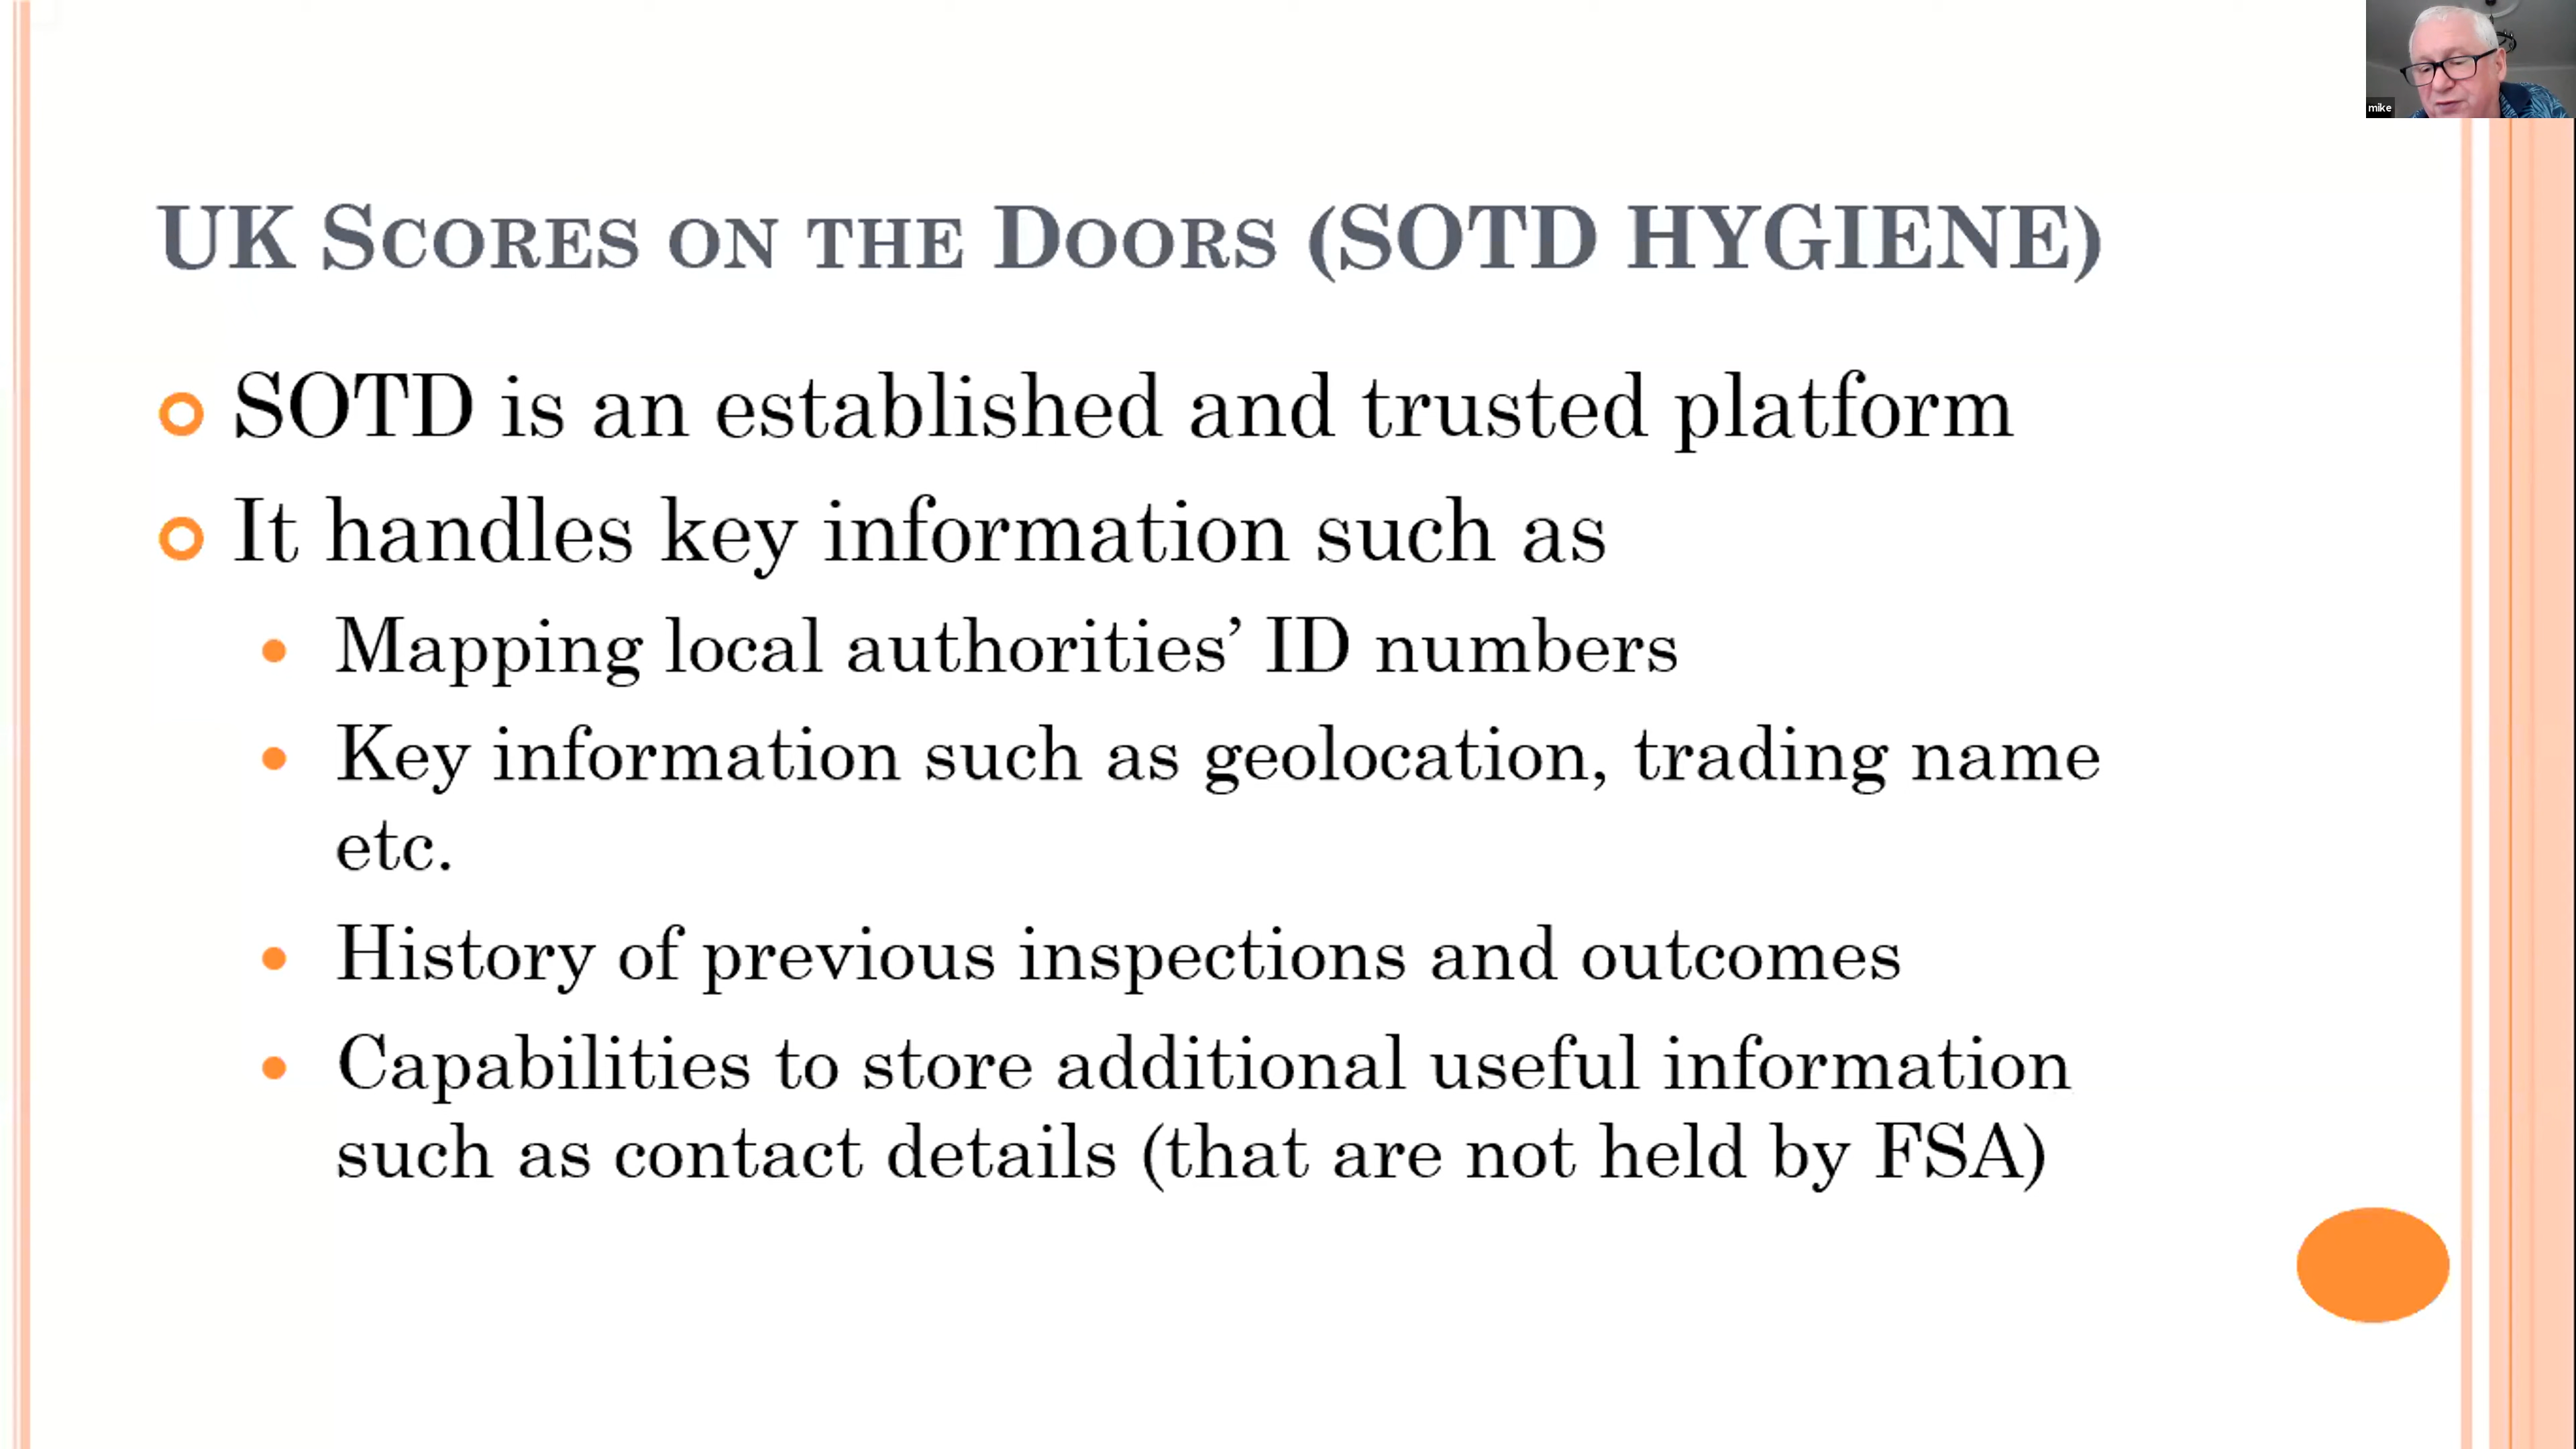 mike
UK Scores on the Doors (SOTD HYGIENE)
SOTD is an established and trusted platform
It handles key information such as
Mapping local authorities’ ID numbers
Key information such as geolocation, trading name
etc.
History of previous inspections and outcomes
Capabilities to store additional useful information
such as contact details (that are not held by FSA)